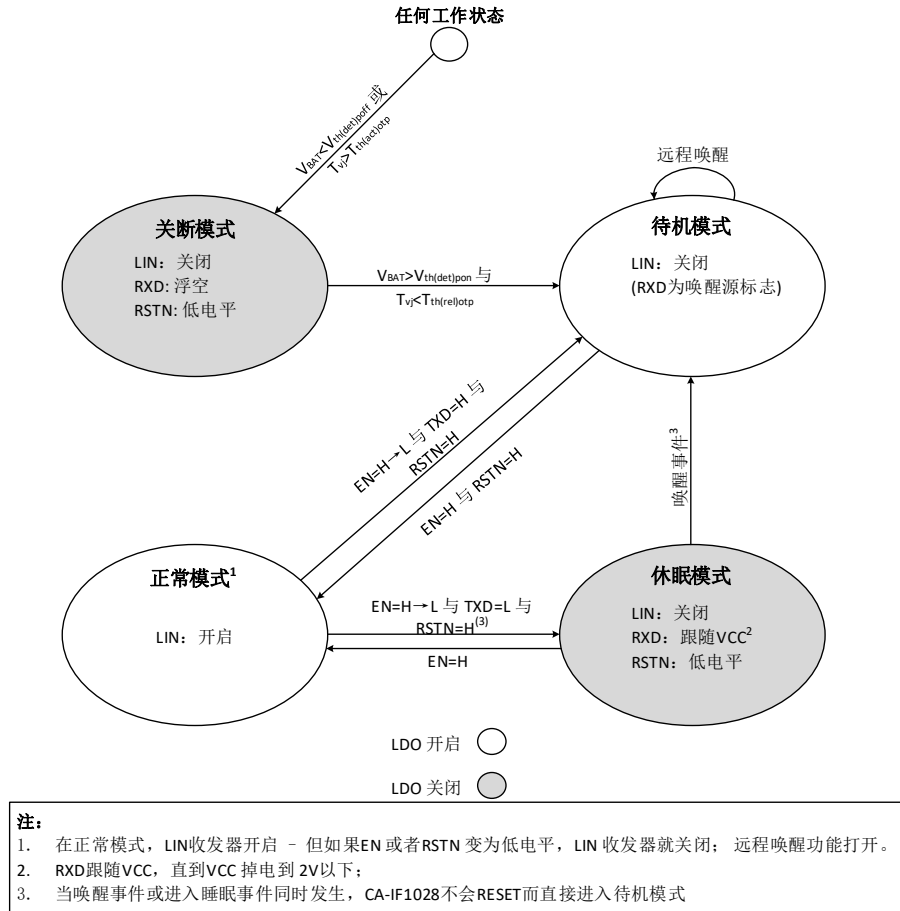 任何工作状态
VBAT<Vth(det)poff 或
Tvj>Tth(act)otp
远程唤醒
关断模式
LIN：关闭
RXD: 浮空
RSTN: 低电平
VBAT>Vth(det)pon 与
Tvj<Tth(rel)otp
待机模式
LIN：关闭
(RXD为唤醒源标志)
EN=H→L 与 TXD=H 与
RSTN=H
EN=H 与 RSTN=H
唤醒事件3
正常模式1
LIN：开启
EN=H→L 与 TXD=L 与
RSTN=H(3)
EN=H
休眠模式
LIN：关闭
RXD：跟随VCC2
RSTN：低电平
LDO 开启
LDO 关闭
注：
1. 在正常模式，LIN收发器开启 - 但如果EN 或者RSTN 变为低电平，LIN 收发器就关闭； 远程唤醒功能打开。
2. RXD跟随VCC，直到VCC 掉电到 2V以下；
3. 当唤醒事件或进入睡眠事件同时发生，CA-IF1028不会RESET而直接进入待机模式